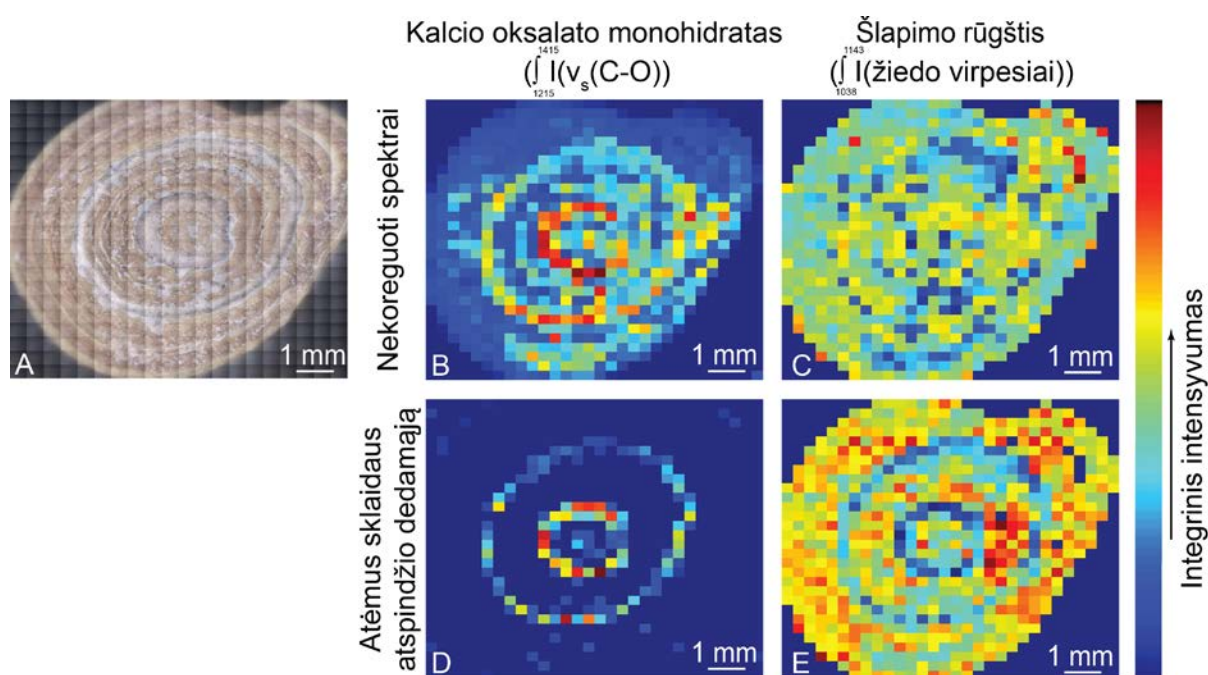 Kalcio oksalato monohidratas
1415
(∫ I(νs(C-O))
1215
Šlapimo rūgštis
1143
(∫ I(žiedo virpesiai))
1038
Nekoreguoti spektrai
A
1 mm
B
1 mm
C
1 mm
Atėmus sklaidaus
atspindžio dedamąją
D
1 mm
E
1 mm
Integrinis intensyvumas